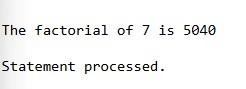 The factorial of 7 is 5040
Statement processed.